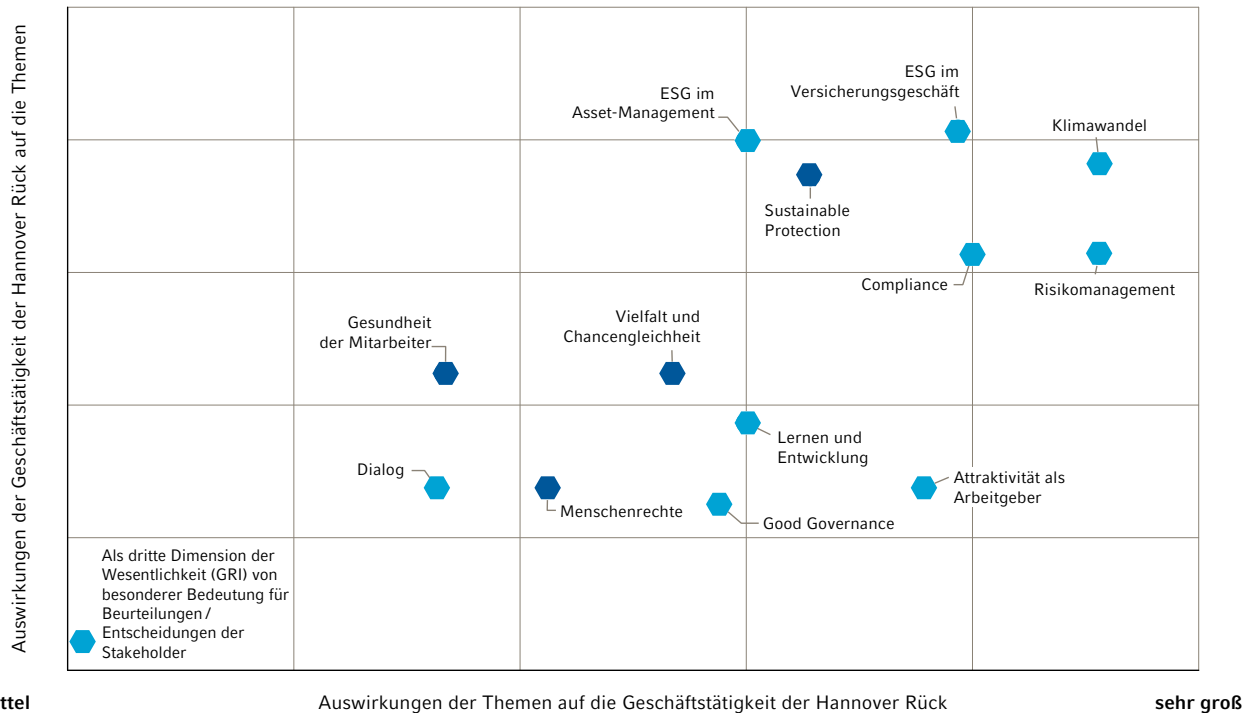 Auswirkungen der Geschäftstätigkeit der Hannover Rück auf die Themen
ESG im
Versicherungsgeschäft
ESG im
Asset-Management
Klimawandel
Sustainable
Protection
Compliance
Risikomanagement
Gesundheit
der Mitarbeiter
Vielfalt und
Chancengleichheit
Lernen und
Entwicklung
Dialog
Attraktivität als
Arbeitgeber
Menschenrechte
Good Governance
Als dritte Dimension der
Wesentlichkeit (GRI) von
besonderer Bedeutung für
Beurteilungen /
Entscheidungen der
Stakeholder
ttel
Auswirkungen der Themen auf die Geschäftstätigkeit der Hannover Rück
sehr groß